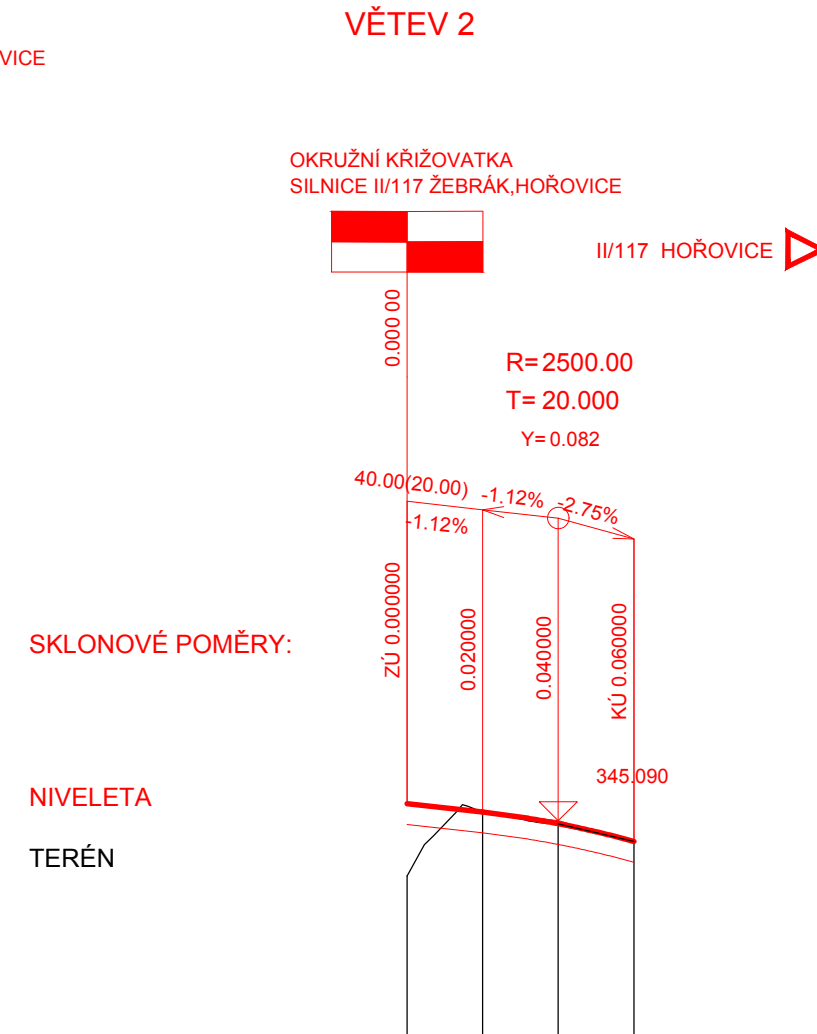 VĚTEV 2
VICE
OKRUŽNÍ KŘIŽOVATKA
SILNICE II/117 ŽEBRÁK,HOŘOVICE
II/117 HOŘOVICE
0.000 00
R= 2500.00
T= 20.000
Y= 0.082
40.00(20.00)
-1.12%
-2.75%
-1.12%
ZÚ 0.000000
0.020000
0.040000
KÚ 0.060000
SKLONOVÉ POMĚRY:
345.090
NIVELETA
TERÉN